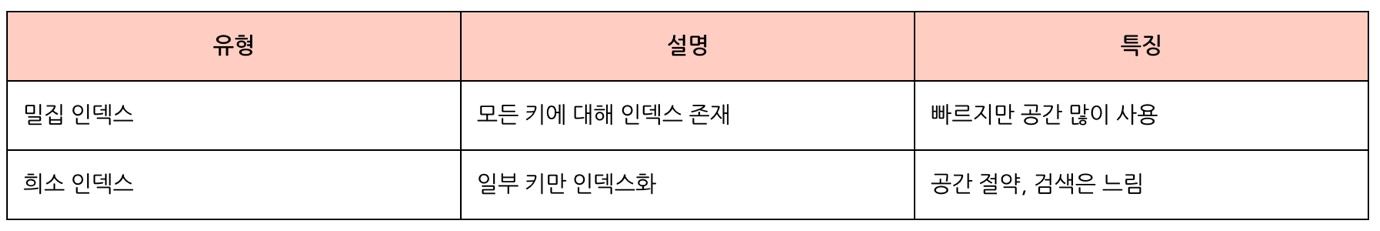 유형 설명 특징
밀집 인덱스 모든 키에 대해 인덱스 존재 빠르지만 공간 많이 사용
희소 인덱스 일부 키만 인덱스화 공간 절약, 검색은 느림